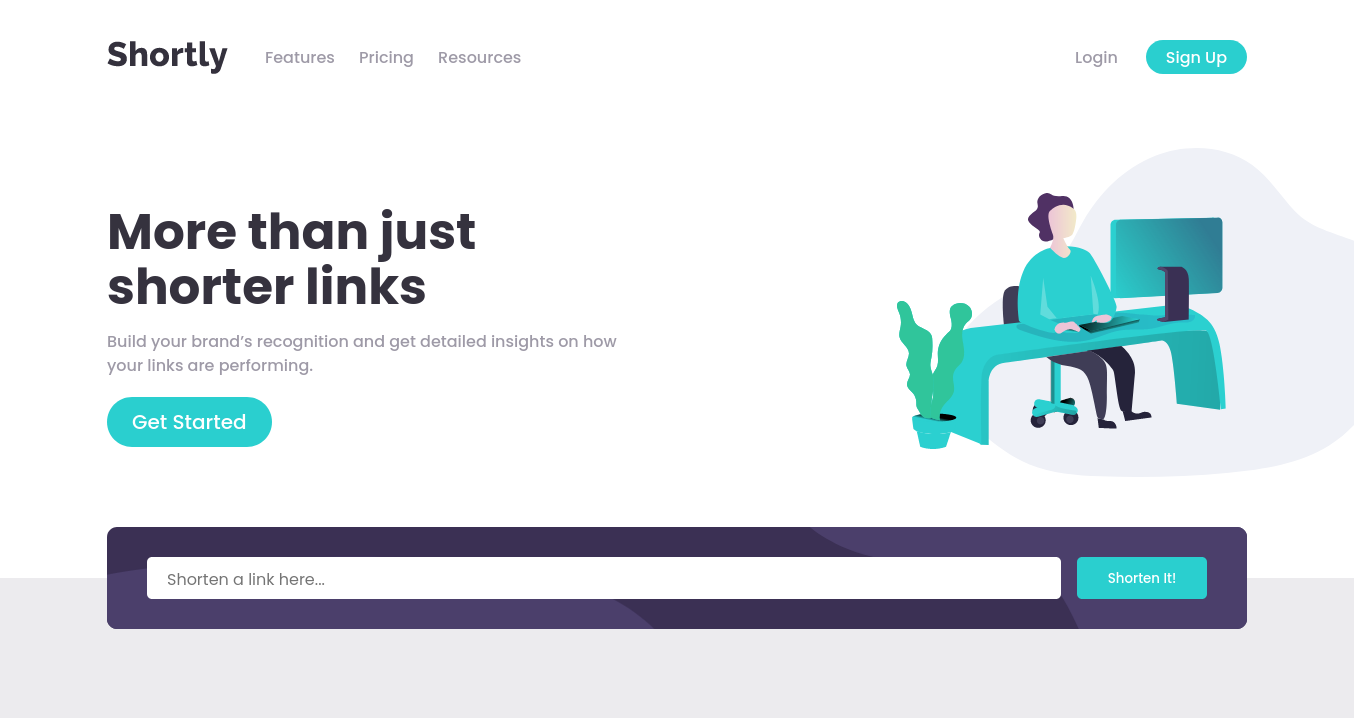 Shortly Features Pricing Resources Login Sign Up
More than just
shorter links
Build your brand’s recognition and get detailed insights on how
your links are performing.
Get Started
Shorten a link here...
Shorten It!